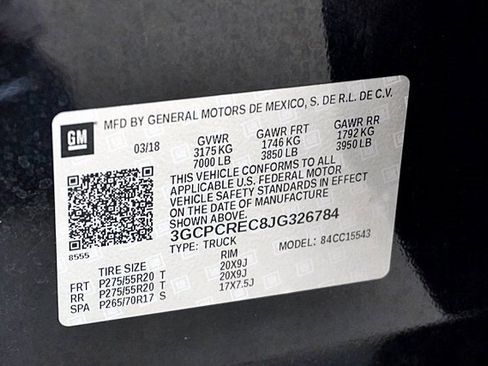 GM
MFD BY GENERAL MOTORS DE MEXICO, S. DE R.L. DE C.V.
03/18 GVWR GAWR FRT GAWR RR
3175 KG 1746 KG 1792 KG
7000 LB 3850 LB 3950 LB
THIS VEHICLE CONFORMS TO ALL
APPLICABLE U.S. FEDERAL MOTOR
VEHICLE SAFETY STANDARDS IN EFFECT
ON THE DATE OF MANUFACTURE
SHOWN ABOVE.
3GCPCREC8JG326784
8555
TYPE: TRUCK MODEL: 84CC15543
TIRE SIZE RIM
FRT P275/55R20 T 20X9J
RR P275/55R20 T 20X9J
SPA P265/70R17 S 17X7.5J